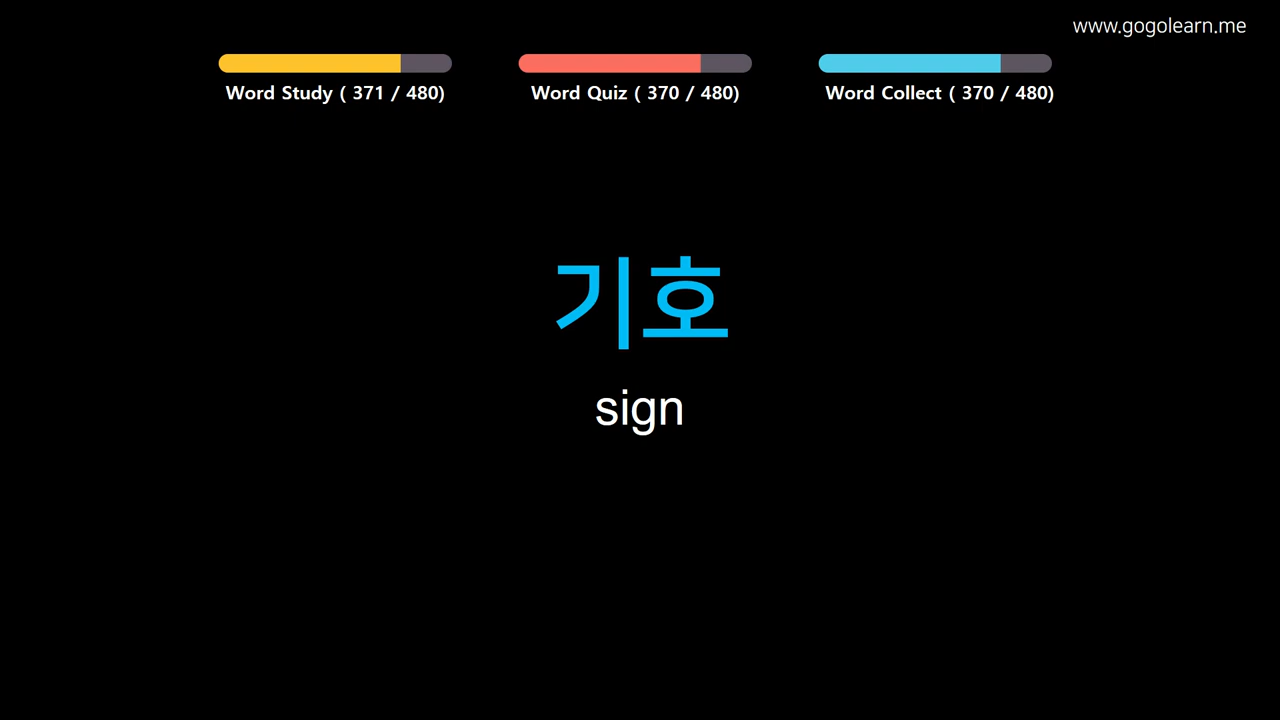 www.gogolearn.me
Word Study ( 371 / 480)
Word Quiz ( 370 / 480)
Word Collect ( 370 / 480)
기호
sign